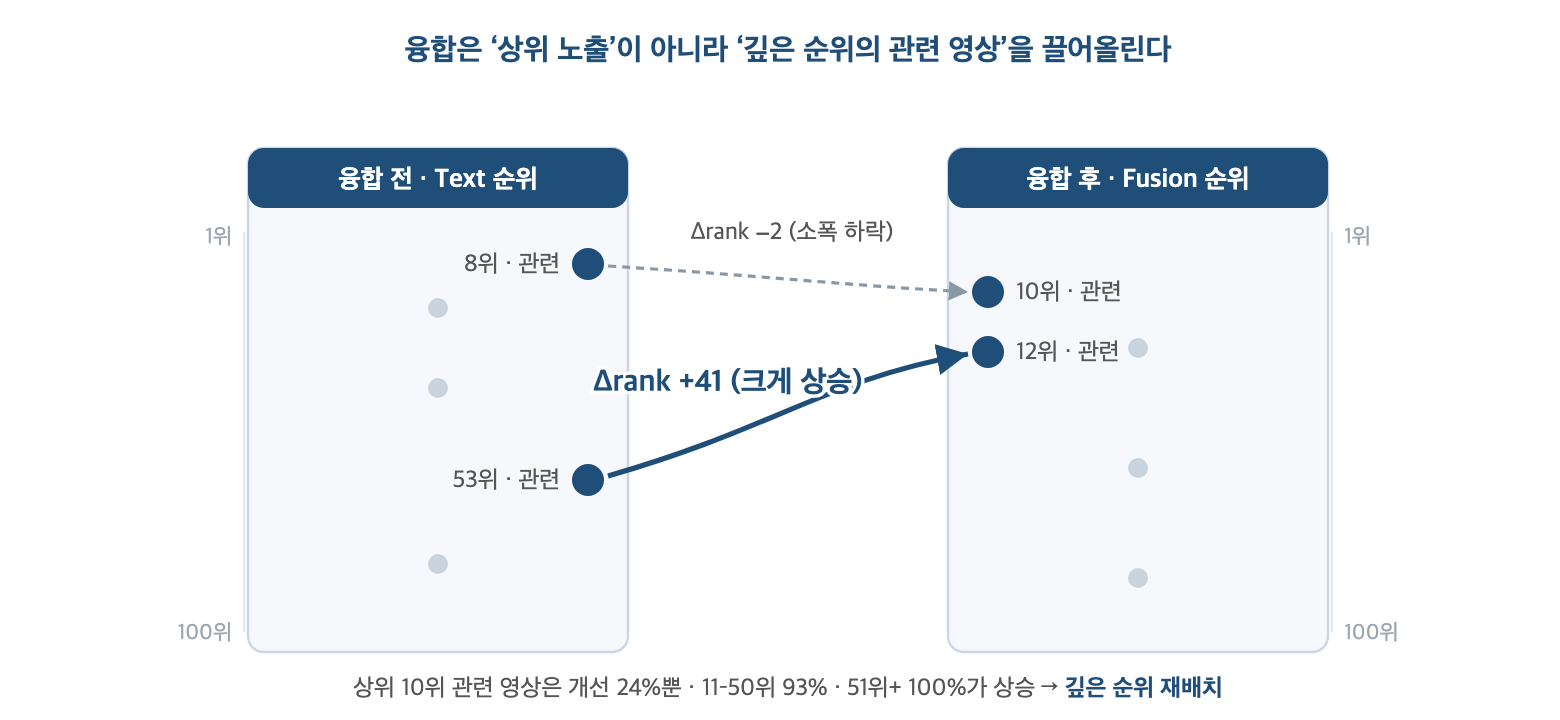 융합은 ‘상위 노출’이 아니라 ‘깊은 순위의 관련 영상’을 끌어올린다
융합 전 · Text 순위
융합 후 · Fusion 순위
1위
Δrank −2 (소폭 하락)
1위
8위 · 관련
10위 · 관련
12위 · 관련
Δrank +41 (크게 상승)
53위 · 관련
100위
100위
상위 10위 관련 영상은 개선 24%뿐 · 11-50위 93% · 51위+ 100%가 상승 → 깊은 순위 재배치